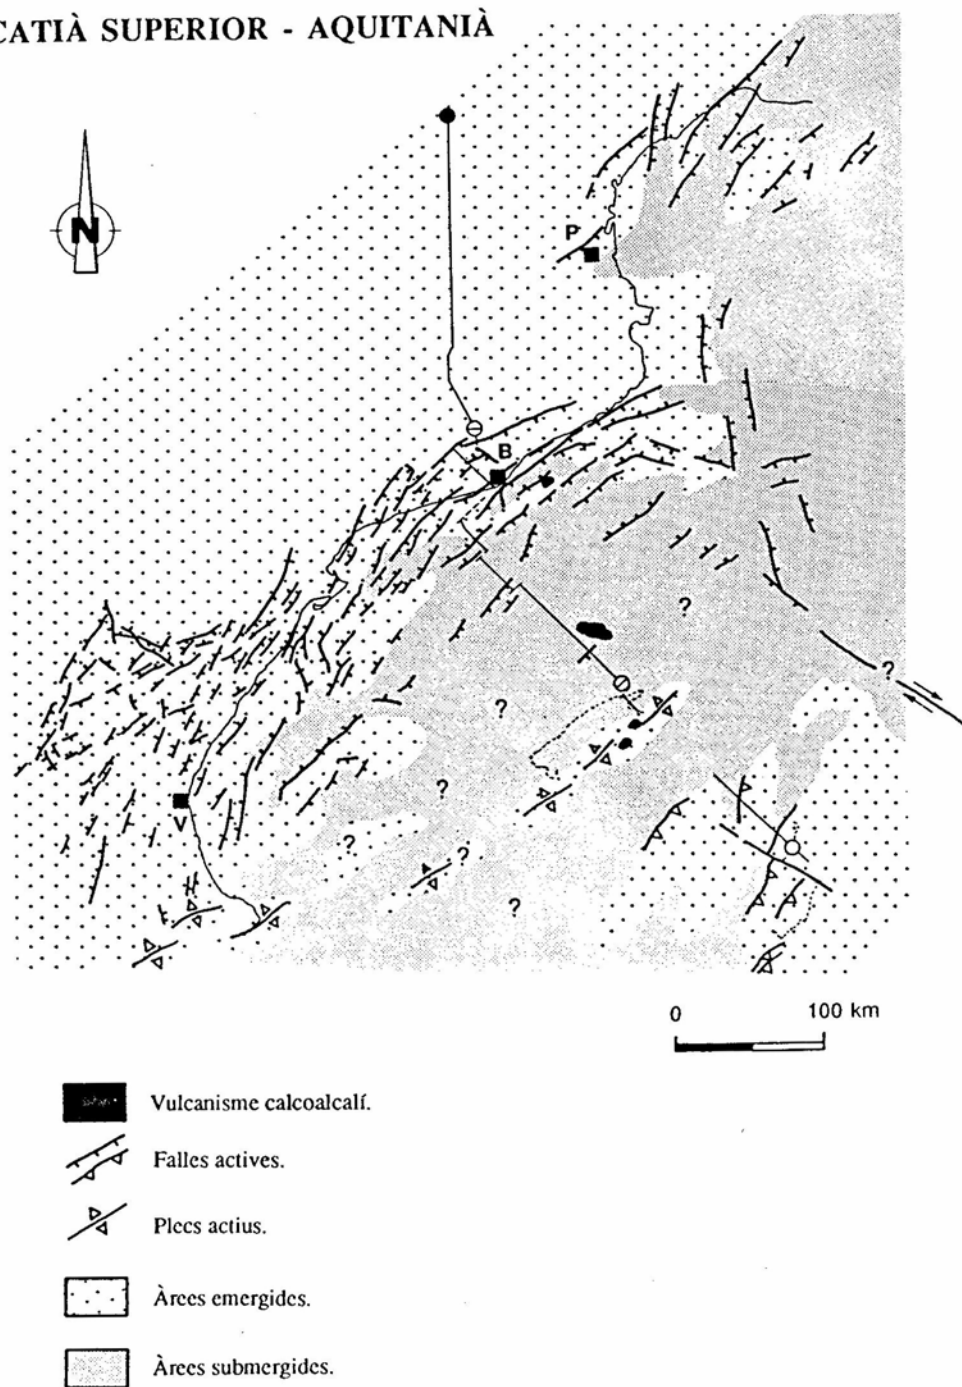 CATIÀ SUPERIOR - AQUITANIÀ
N
P
B
?
?
?
?
V
?
?
?
0 100 km
Vulcanisme calcoalcalí.
Falles actives.
Plecs actius.
Àrees emergides.
Àrees submergides.